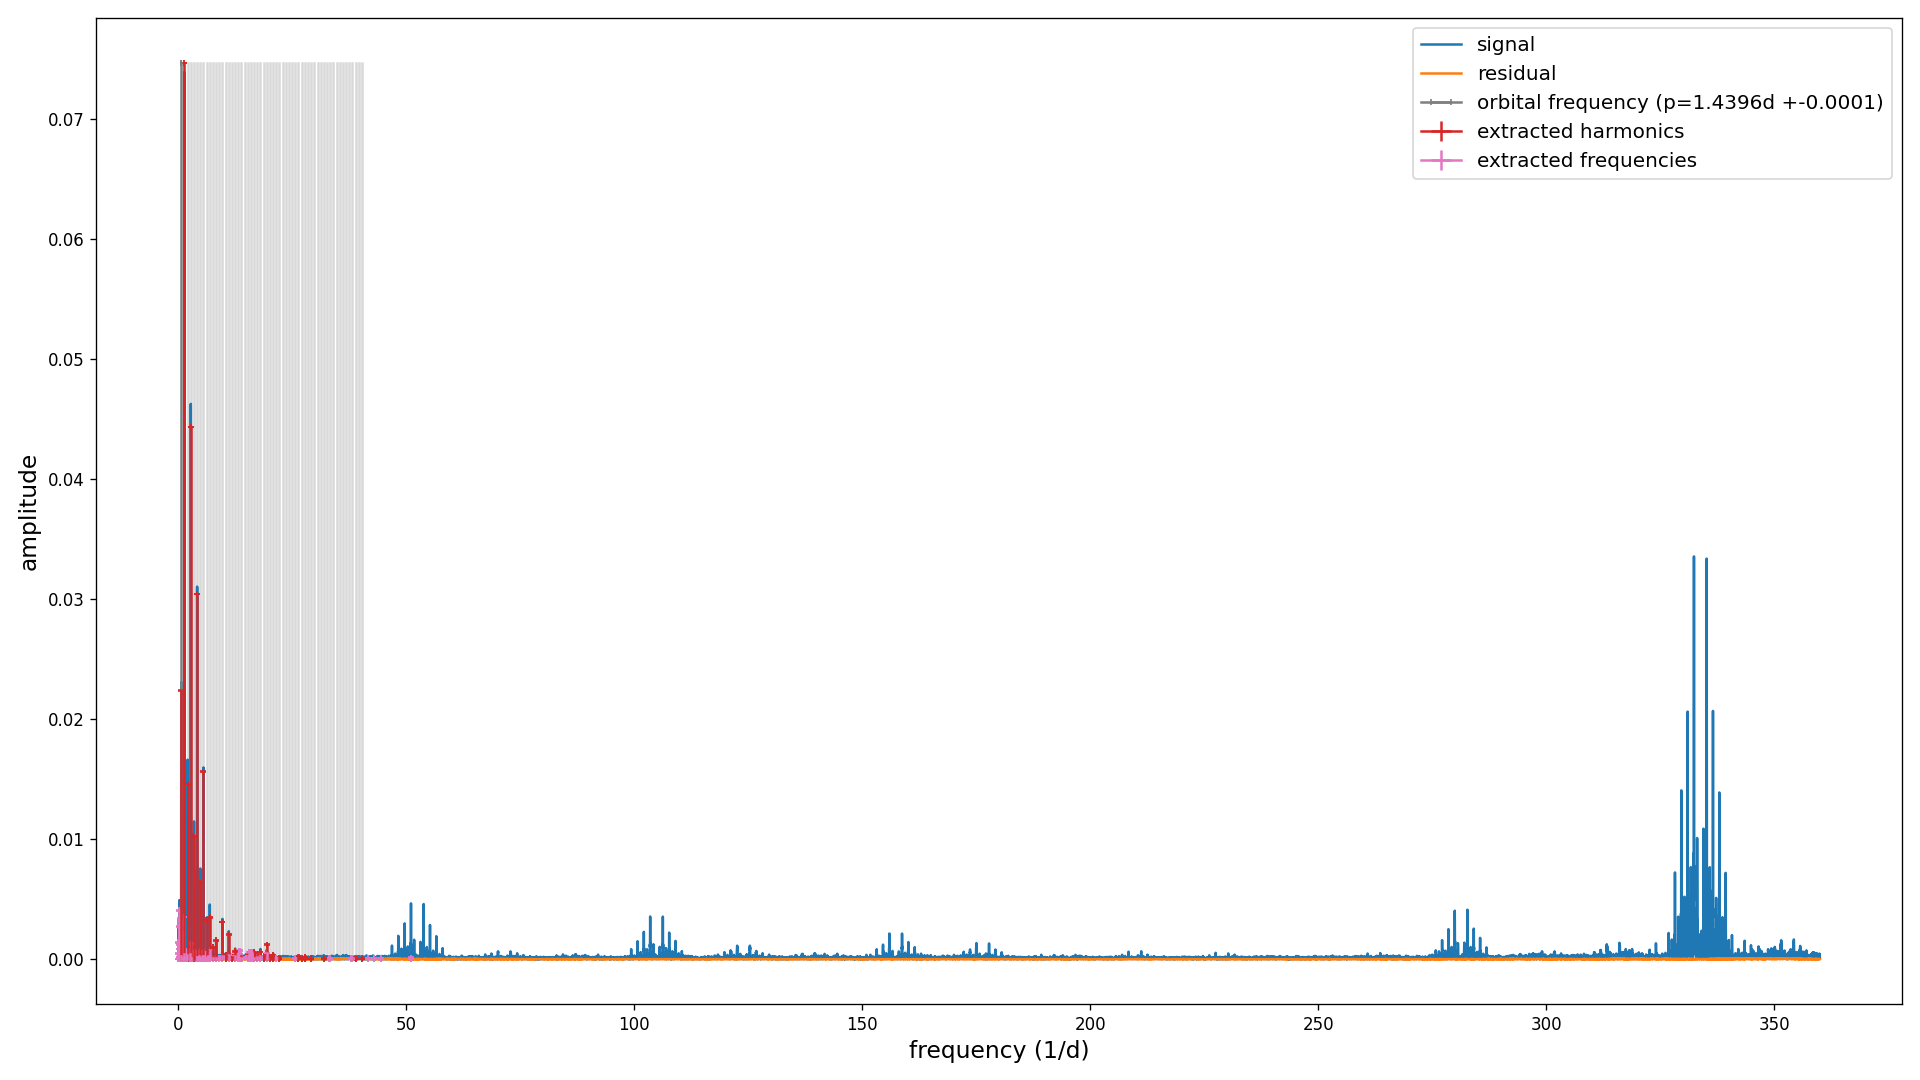 signal
residual
orbital frequency (p=1.4396d +-0.0001)
extracted harmonics
extracted frequencies
amplitude
0.07
0.06
0.05
0.04
0.03
0.02
0.01
0.00
0 50 100 150 200 250 300 350
frequency (1/d)